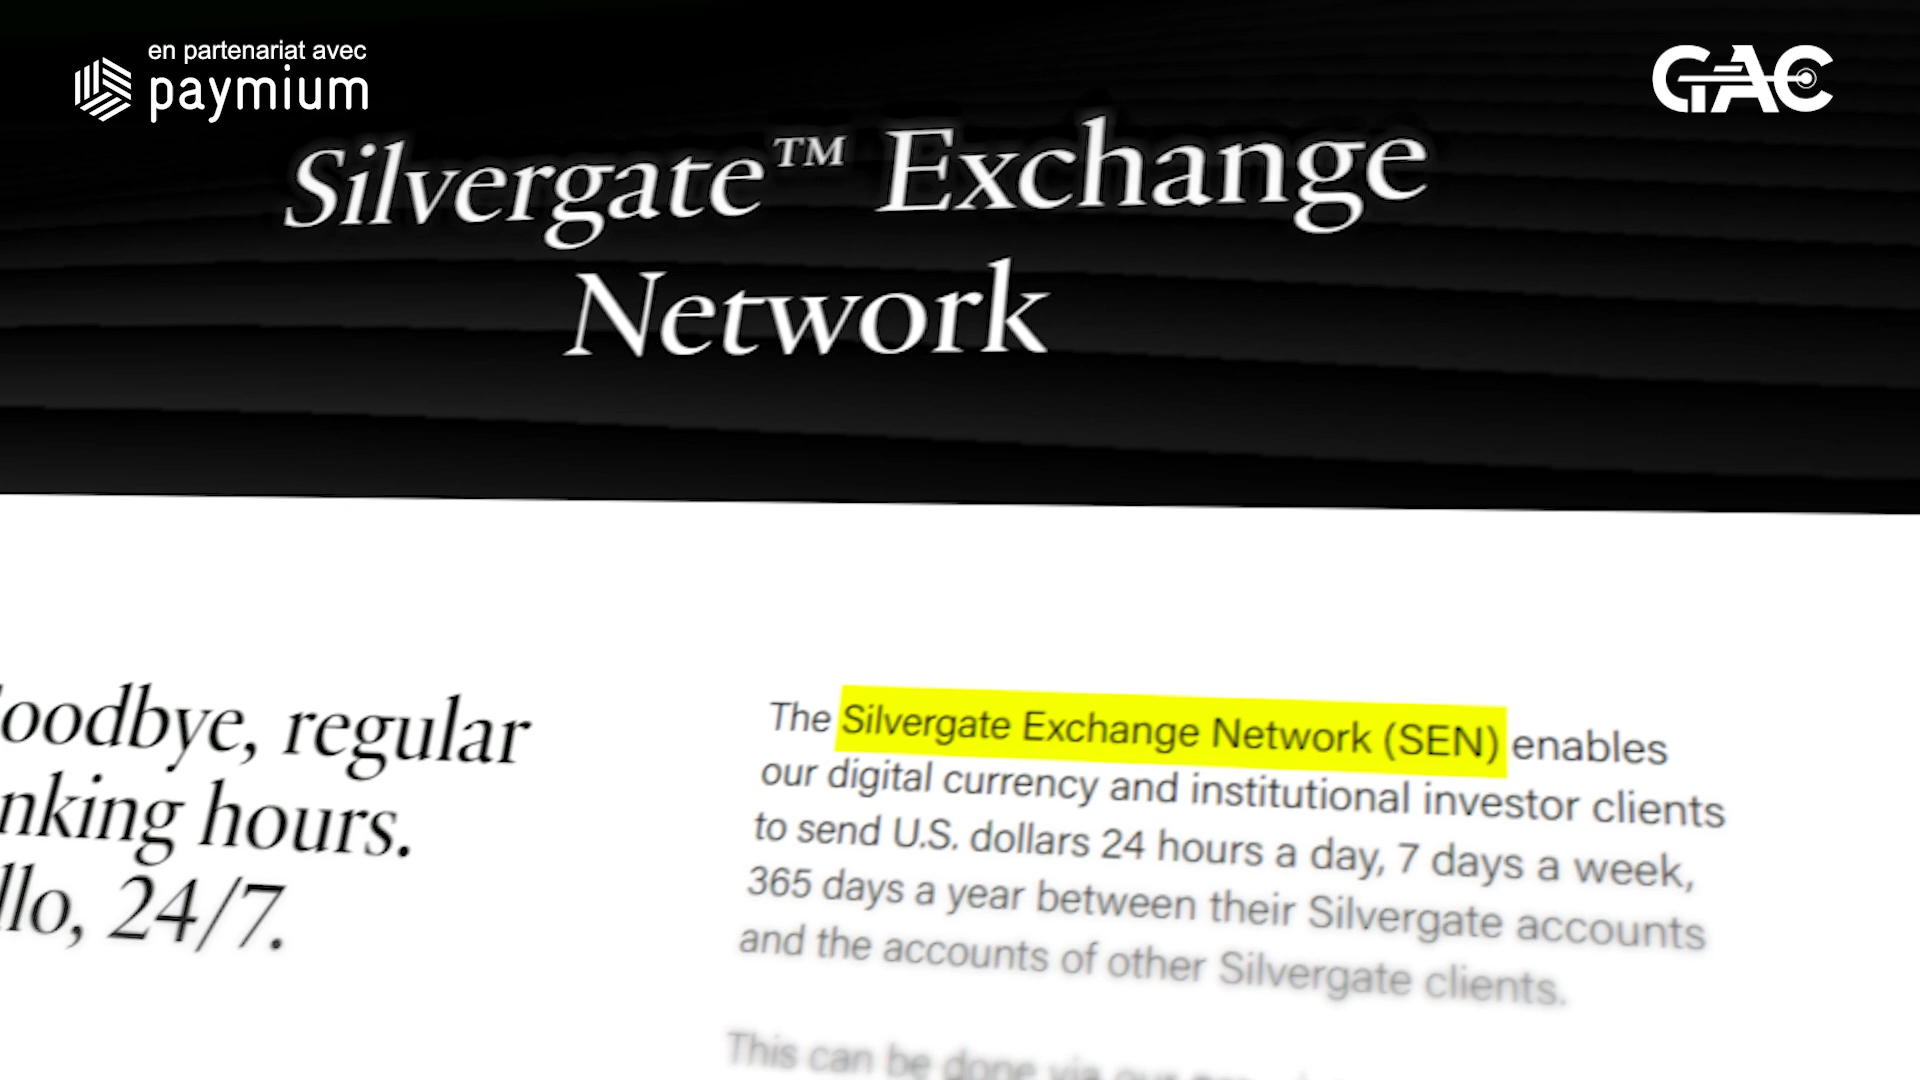 en partenariat avec
paymium
GAC
Silvergate™ Exchange
Network
oodbye, regular
nking hours.
llo, 24/7.
The Silvergate Exchange Network (SEN) enables
our digital currency and institutional investor clients
to send U.S. dollars 24 hours a day, 7 days a week,
365 days a year between their Silvergate accounts
and the accounts of other Silvergate clients.
This can be done via our